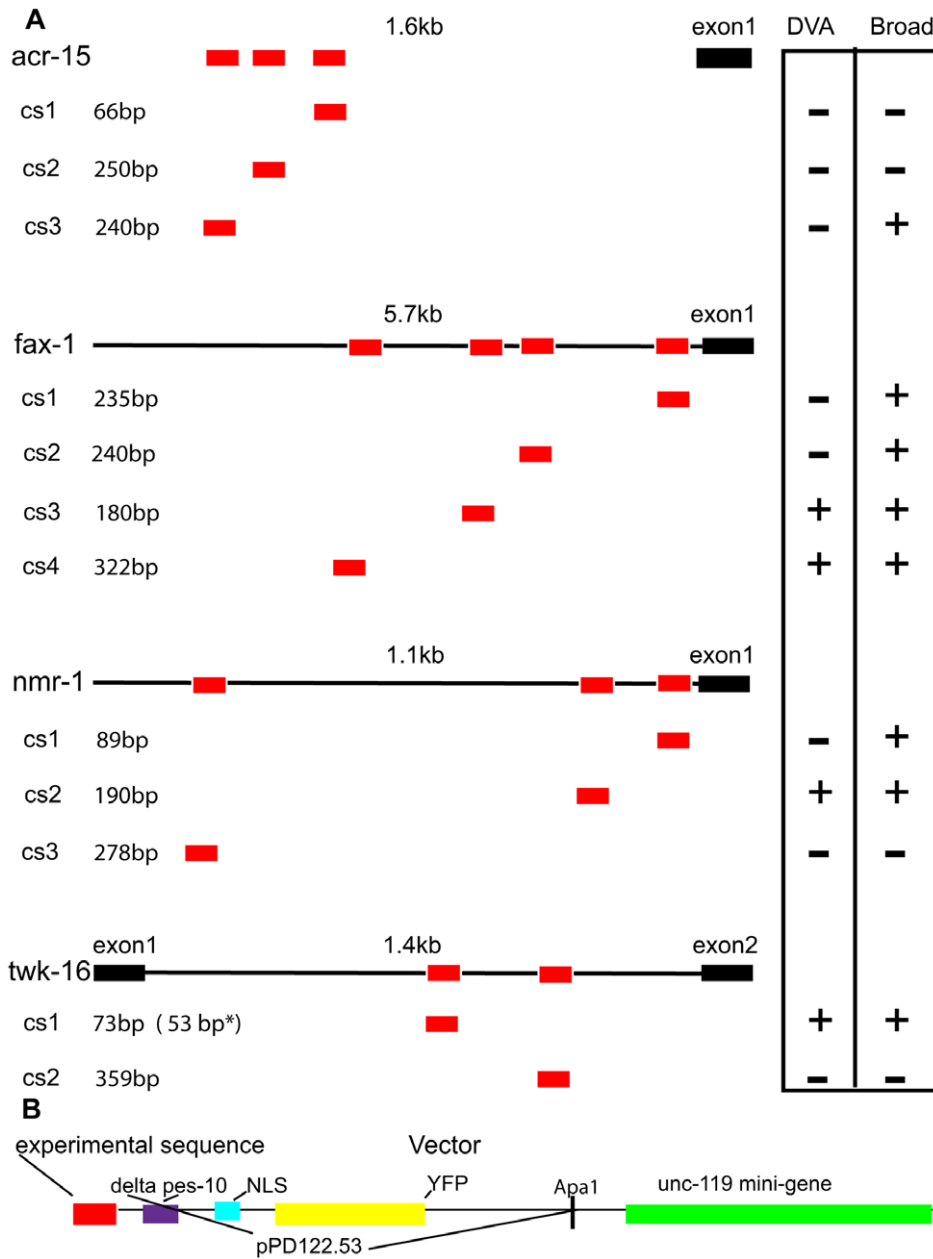 A
1.6kb exon1 DVA Broad
acr-15
cs1 66bp - -
cs2 250bp - -
cs3 240bp - +
5.7kb exon1
fax-1
cs1 235bp - +
cs2 240bp - +
cs3 180bp + +
cs4 322bp + +
1.1kb exon1
nmr-1
cs1 89bp - +
cs2 190bp + +
cs3 278bp - -
exon1 1.4kb exon2
twk-16
cs1 73bp ( 53 bp*) + +
cs2 359bp - -
B
experimental sequence Vector
delta pes-10 NLS YFP Apa1 unc-119 mini-gene
pPD122.53